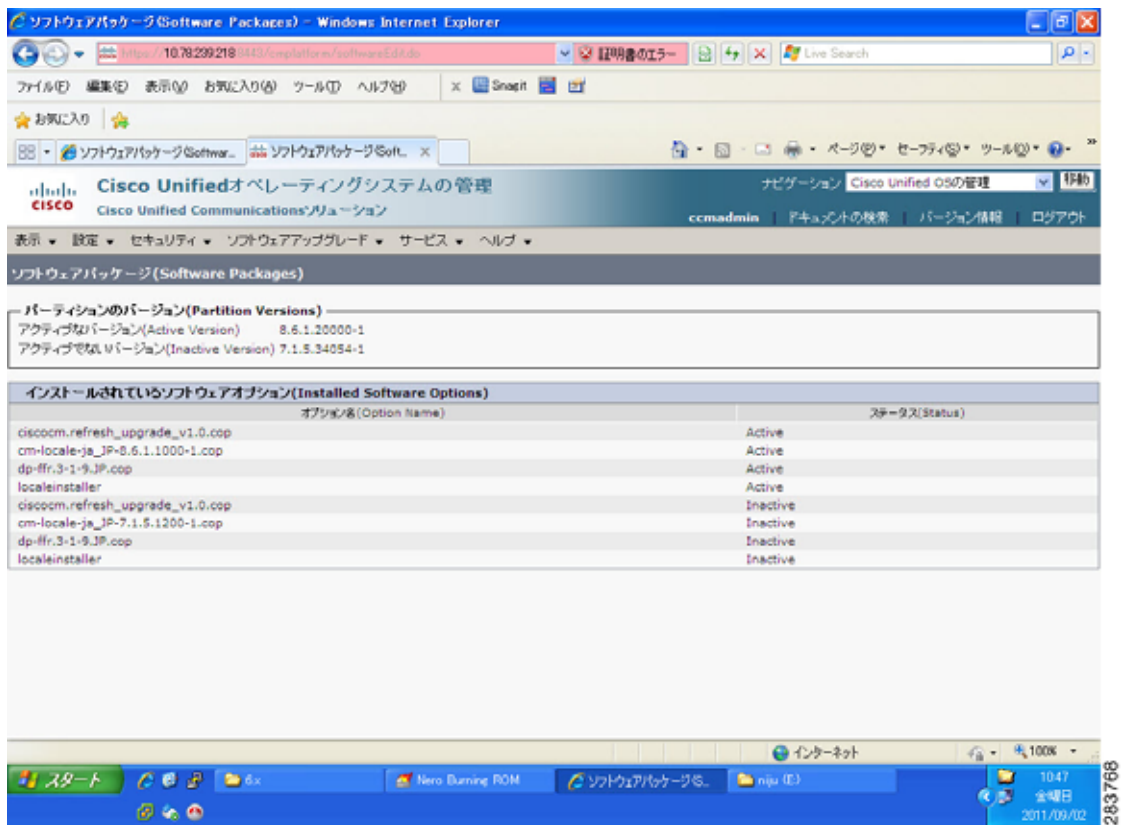 ソフトウェアパッケージ(Software Packages) - Windows Internet Explorer
https://10.78.299.218:8443/cmplatform/softwareEdit.do 証明書のエラー Live Search
ファイル(F) 編集(E) 表示(V) お気に入り(A) ツール(T) ヘルプ(H) x Snagit
お気に入り
ソフトウェアパッケージ(Softwar... ソフトウェアパッケージ(Soft... ページ(P) セーフティ(S) ツール(O)
Cisco Unifiedオペレーティングシステムの管理 ナビゲーション Cisco Unified OSの管理 移動
CISCO Cisco Unified Communicationsソリューション ccmadmin | ドキュメントの検索 | バージョン情報 | ログアウト
表示 設定 セキュリティ ソフトウェアアップグレード サービス ヘルプ
ソフトウェアパッケージ(Software Packages)
パーティションのバージョン(Partition Versions)
アクティブなバージョン(Active Version) 8.6.1.20000-1
アクティブでないバージョン(Inactive Version) 7.1.5.34054-1
インストールされているソフトウェアオプション(Installed Software Options)
オプション名(Option Name) ステータス(Status)
ciscocm.refresh_upgrade_v1.0.cop Active
cm-locale-ja_JP-8.6.1.1000-1.cop Active
dp-ffr.3-1-9.JP.cop Active
localeinstaller Active
ciscocm.refresh_upgrade_v1.0.cop Inactive
cm-locale-ja_JP-7.1.5.1200-1.cop Inactive
dp-ffr.3-1-9.JP.cop Inactive
localeinstaller Inactive
インターネット 100%
スタート 6.x Nero Burning ROM ソフトウェアパッケージ(S... niju (E:) 10:47
金曜日
2011/09/02
283768